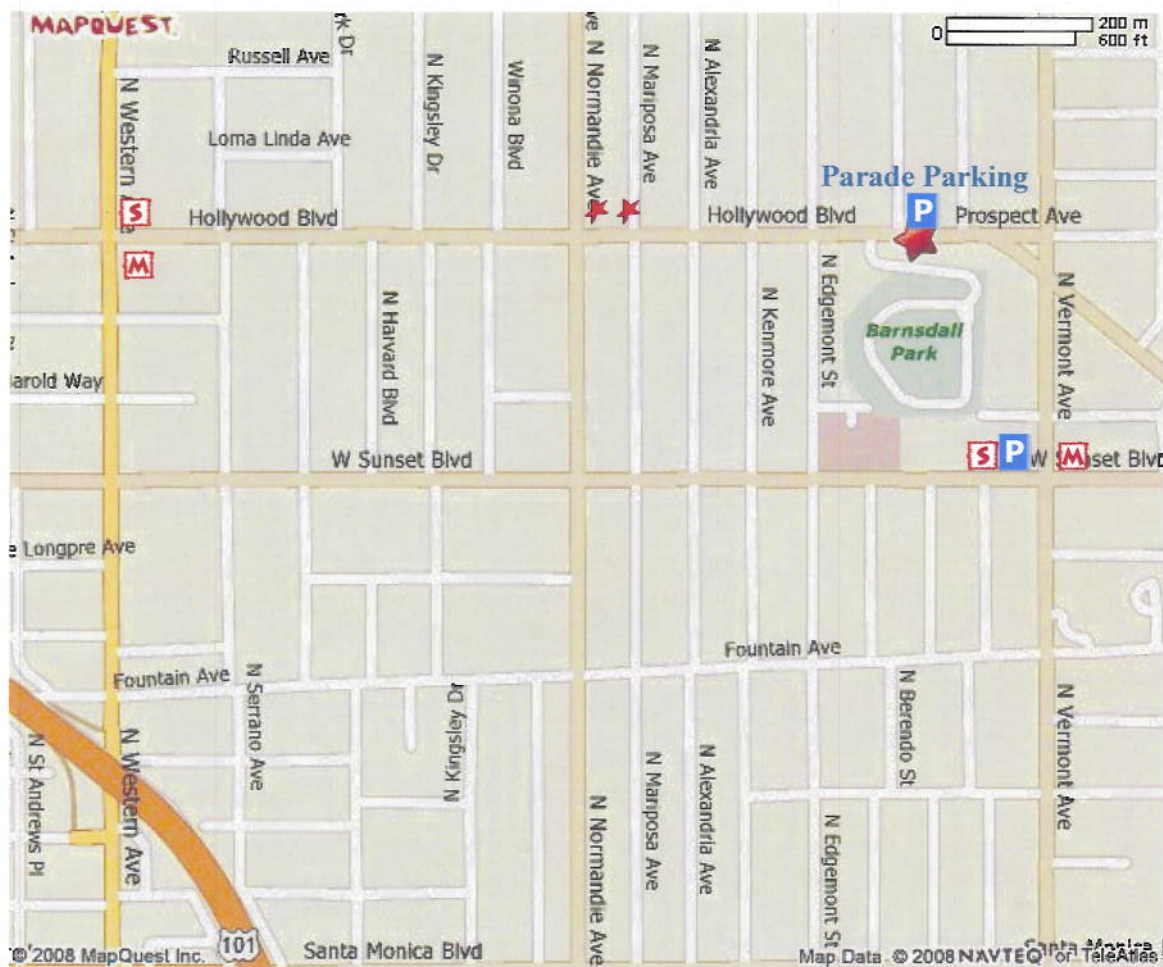 MAPQUEST
200 m
0
600 ft
Russell Ave
N Western Ave
N Kingsley Dr
Winona Blvd
N Normandie Ave
N Mariposa Ave
N Alexandria Ave
Loma Linda Ave
Parade Parking
S
Hollywood Blvd
Hollywood Blvd
P
Prospect Ave
M
N Harvard Blvd
N Kenmore Ave
N Edgemont St
Barnsdall
Park
N Vermont Ave
arold Way
W Sunset Blvd
S
P
W Sunset Blvd
M
Longpre Ave
Fountain Ave
Fountain Ave
N Serrano Ave
N Kingsley Dr
N Berendo St
N Vermont Ave
N St Andrews Pl
N Western Ave
N Normandie Ave
N Mariposa Ave
N Alexandria Ave
N Edgemont St
101
Santa Monica Blvd
© 2008 MapQuest Inc.
Map Data © 2008 NAVTEQ or TeleAtlas